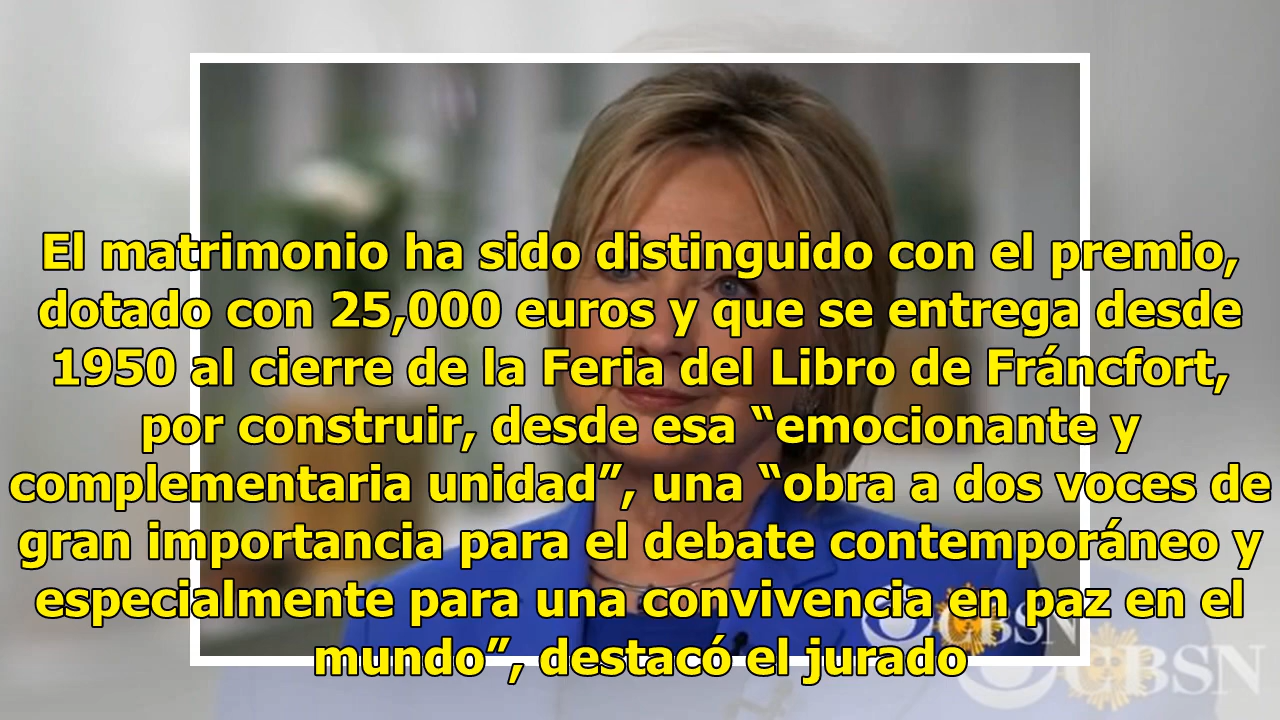 El matrimonio ha sido distinguido con el premio,
dotado con 25,000 euros y que se entrega desde
1950 al cierre de la Feria del Libro de Fráncfort,
por construir, desde esa “emocionante y
complementaria unidad”, una “obra a dos voces de
gran importancia para el debate contemporáneo y
especialmente para una convivencia en paz en el
mundo”, destacó el jurado
CBSN
CBSN